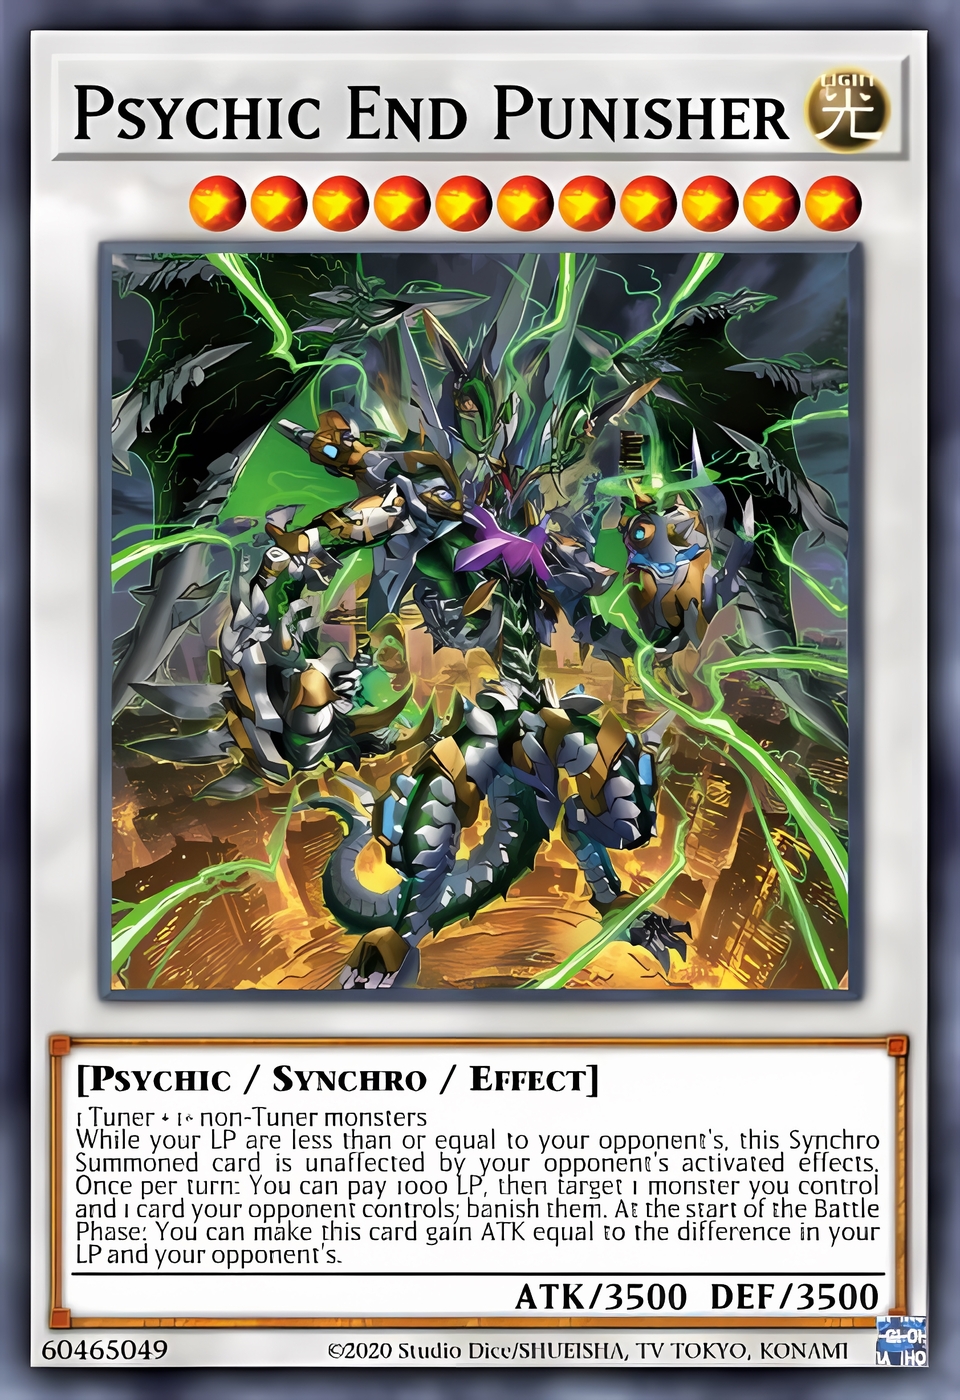 Psychic End Punisher
LIGHT
光
[Psychic / Synchro / Effect]
1 Tuner + 1+ non-Tuner monsters
While your LP are less than or equal to your opponent's, this Synchro
Summoned card is unaffected by your opponent's activated effects.
Once per turn: You can pay 1000 LP, then target 1 monster you control
and 1 card your opponent controls; banish them. At the start of the Battle
Phase: You can make this card gain ATK equal to the difference in your
LP and your opponent's.
ATK/3500 DEF/3500
60465049 ©2020 Studio Dice/SHUEISHA, TV TOKYO, KONAMI